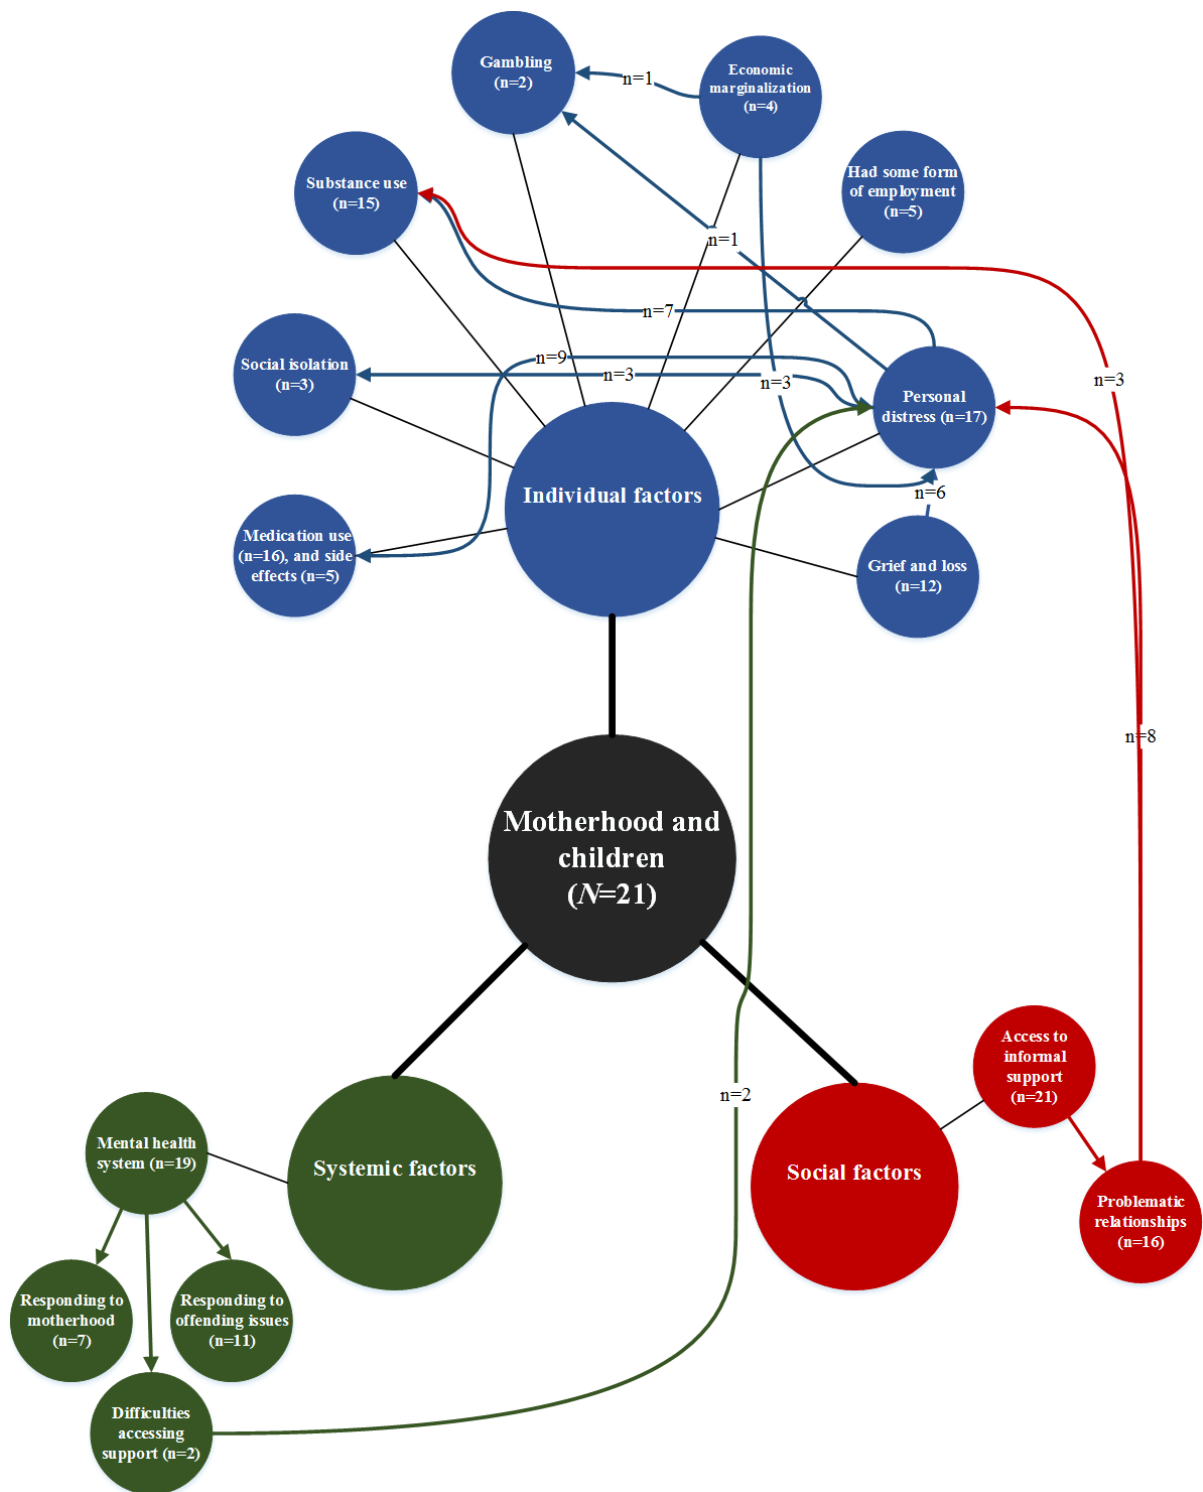 Gambling
(n=2)
n=1
Economic
marginalization
(n=4)
Substance use
(n=15)
Had some form
of employment
(n=5)
n=1
n=7
Social isolation
(n=3)
n=9
n=3
n=3
n=3
Personal
distress (n=17)
n=6
Individual factors
Medication use
(n=16), and side
effects (n=5)
Grief and loss
(n=12)
n=8
Motherhood and
children
(N=21)
Access to
informal
support
(n=21)
n=2
Mental health
system (n=19)
Systemic factors
Social factors
Problematic
relationships
(n=16)
Responding to
motherhood
(n=7)
Responding to
offending issues
(n=11)
Difficulties
accessing
support (n=2)